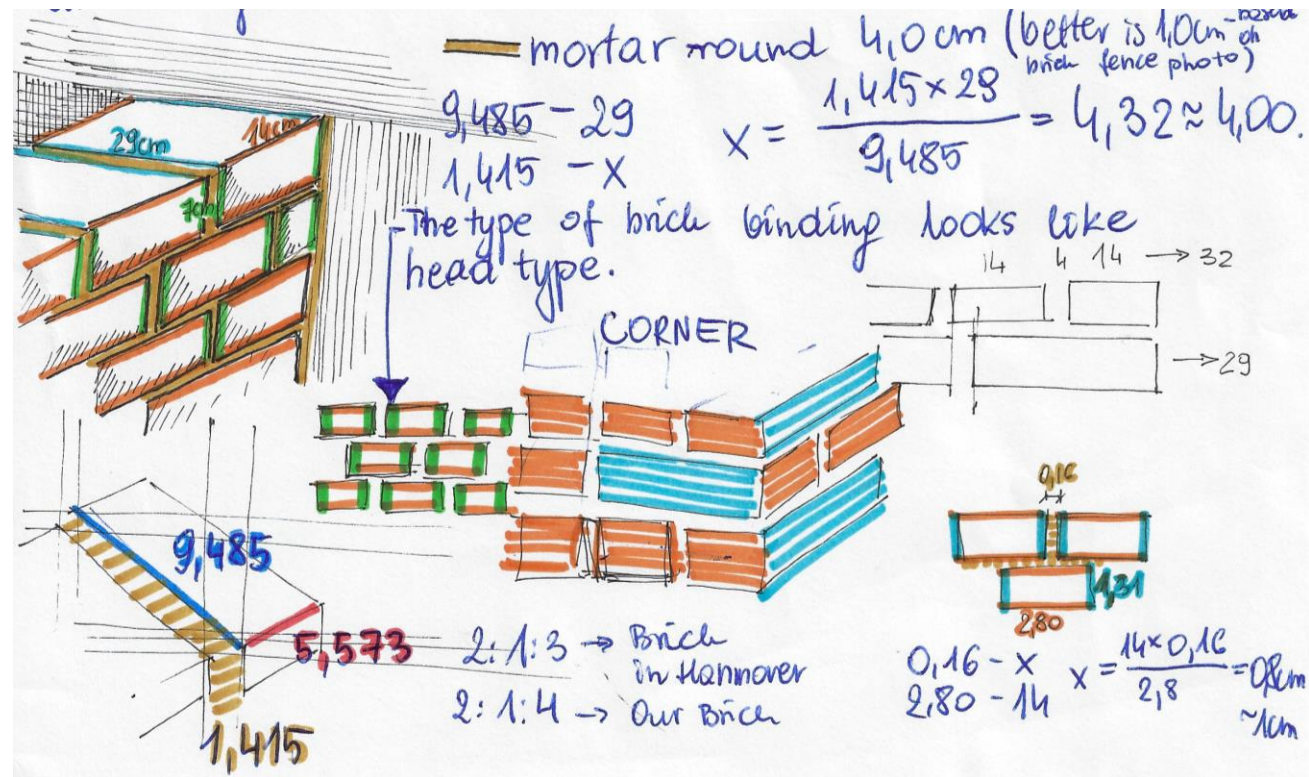 mortar round 4,0 cm (better is 1,0cm - based on
brick fence photo)
9,485 – 29
1,415 – x
x = 1,415 × 29 / 9,485 = 4,32 ≈ 4,00.
29cm
14cm
7cm
The type of brick binding looks like
head type.
14 4 14 → 32
→ 29
CORNER
9,485
5,573
1,415
2:1:3 → Brick
in Hannover
2:1:4 → Our Brick
0,16
1,31
2,80
0,16 – x
2,80 – 14
x = 14×0,16 / 2,8 = 0,8cm
~1cm